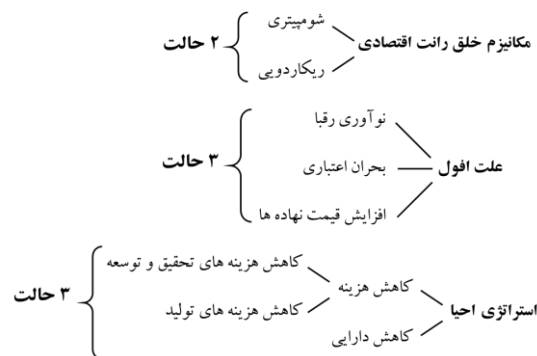 شومپیتری
مکانیزم خلق رانت اقتصادی
۲ حالت
ریکاردویی
نوآوری رقبا
علت افول
بحران اعتباری
۳ حالت
افزایش قیمت نهاده ها
کاهش هزینه های تحقیق و توسعه
کاهش هزینه
استراتژی احیا
کاهش هزینه های تولید
۳ حالت
کاهش دارایی